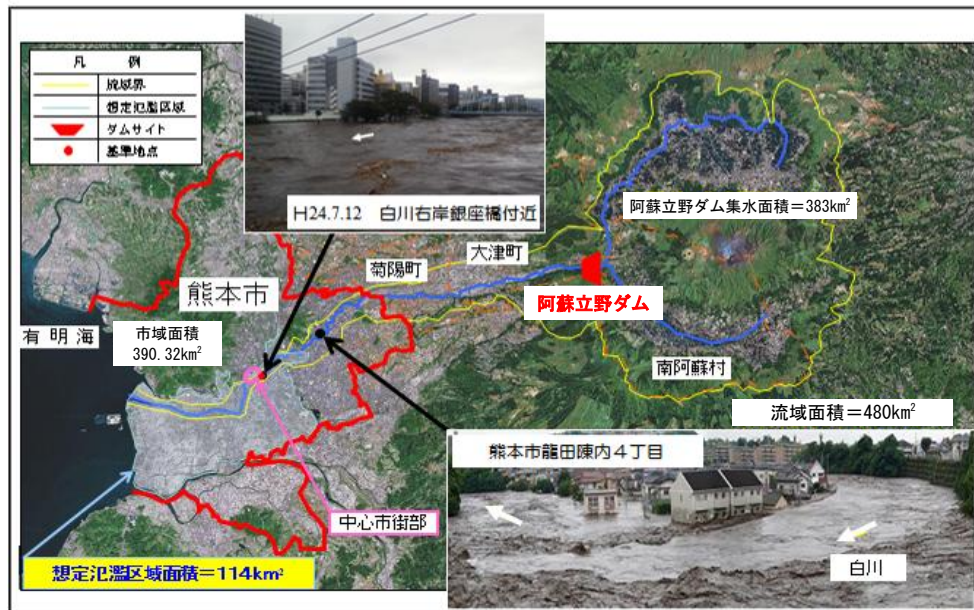 凡 例
流域界
想定氾濫区域
ダムサイト
基準地点
H24.7.12 白川右岸銀座橋付近
阿蘇立野ダム集水面積＝383km²
大津町
菊陽町
熊本市
阿蘇立野ダム
有明海
市域面積
390.32km²
南阿蘇村
流域面積＝480km²
熊本市龍田陳内４丁目
中心市街部
白川
想定氾濫区域面積＝114km²